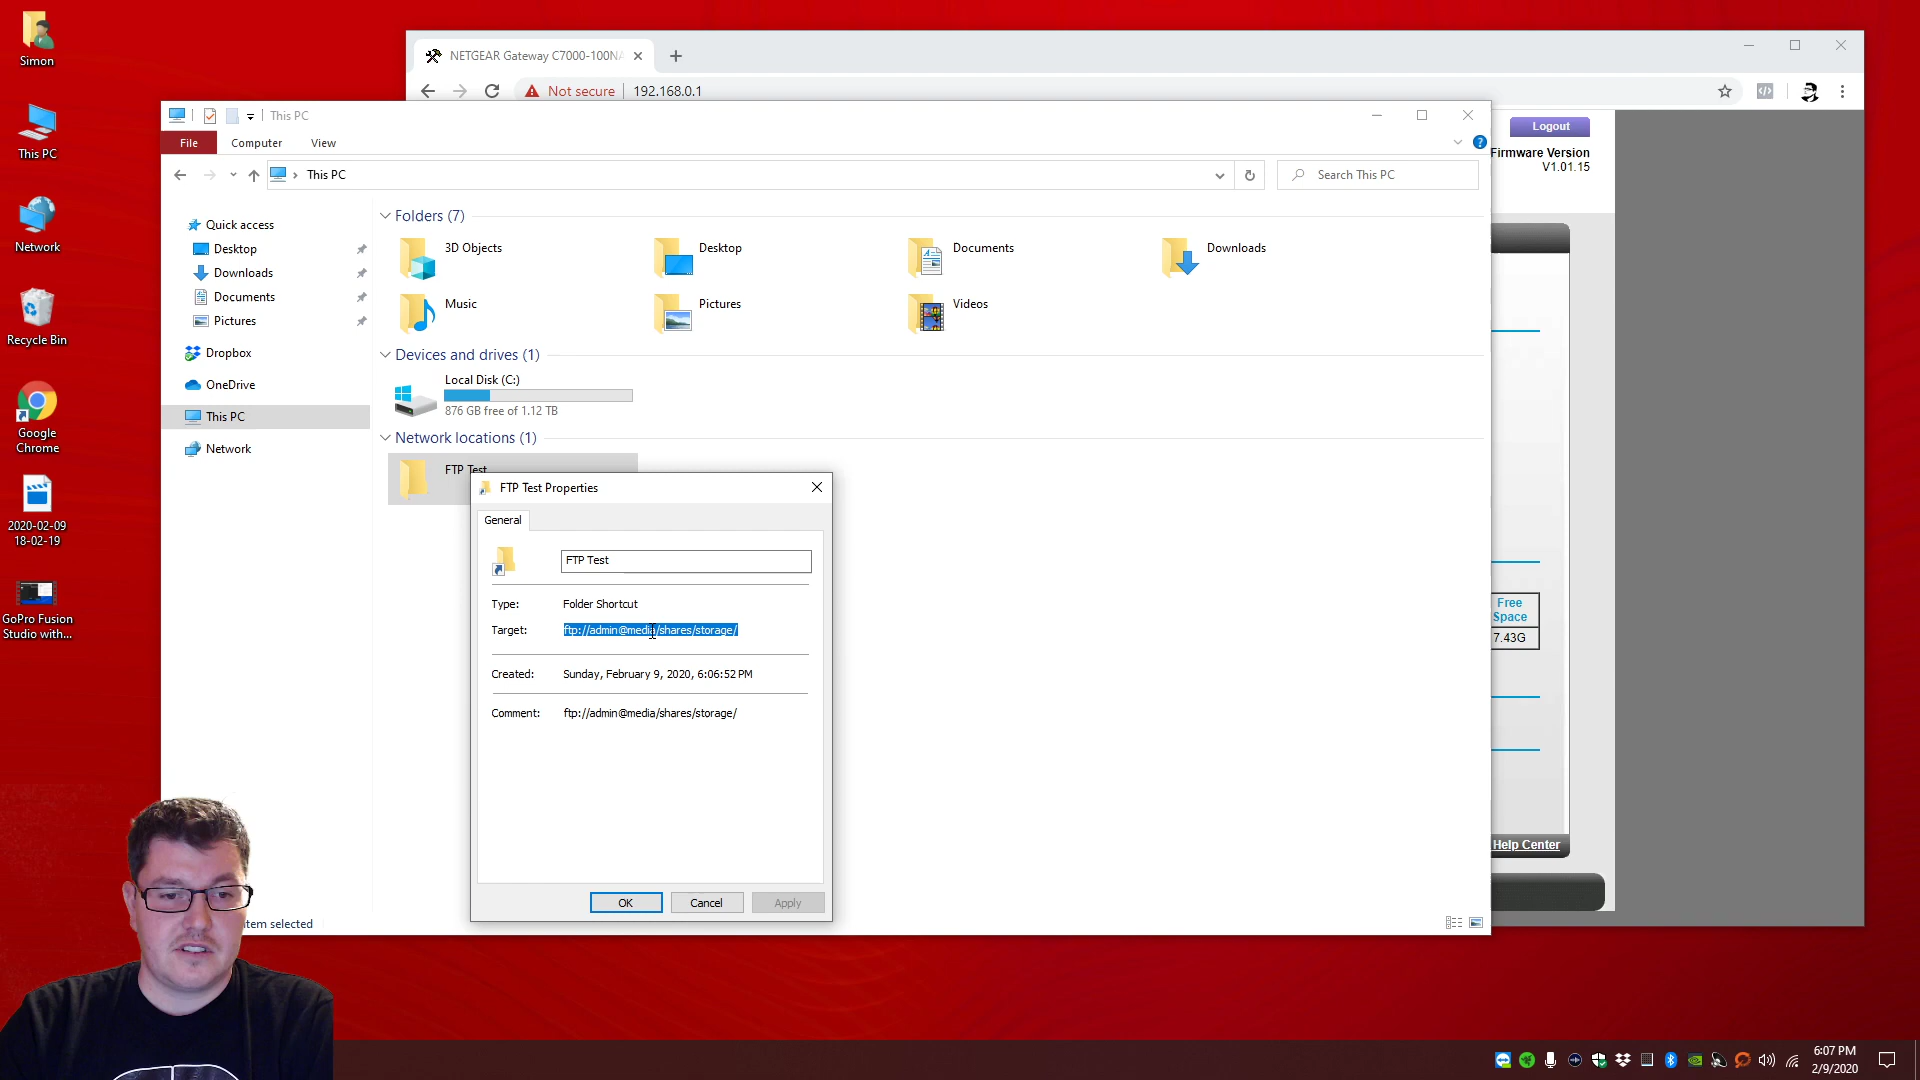 Simon
This PC
Network
Recycle Bin
Google
Chrome
2020-02-09
18-02-19
GoPro Fusion
Studio with...
NETGEAR Gateway C7000-100NA
Not secure
192.168.0.1
Logout
Firmware Version
V1.01.15
Free
Space
7.43G
Help Center
This PC
File
Computer
View
This PC
Search This PC
Quick access
Desktop
Downloads
Documents
Pictures
Dropbox
OneDrive
This PC
Network
Folders (7)
3D Objects
Desktop
Documents
Downloads
Music
Pictures
Videos
Devices and drives (1)
Local Disk (C:)
876 GB free of 1.12 TB
Network locations (1)
FTP Test
FTP Test Properties
General
FTP Test
Type: Folder Shortcut
Target: ftp://admin@media/shares/storage/
Created: Sunday, February 9, 2020, 6:06:52 PM
Comment: ftp://admin@media/shares/storage/
OK
Cancel
Apply
item selected
6:07 PM
2/9/2020